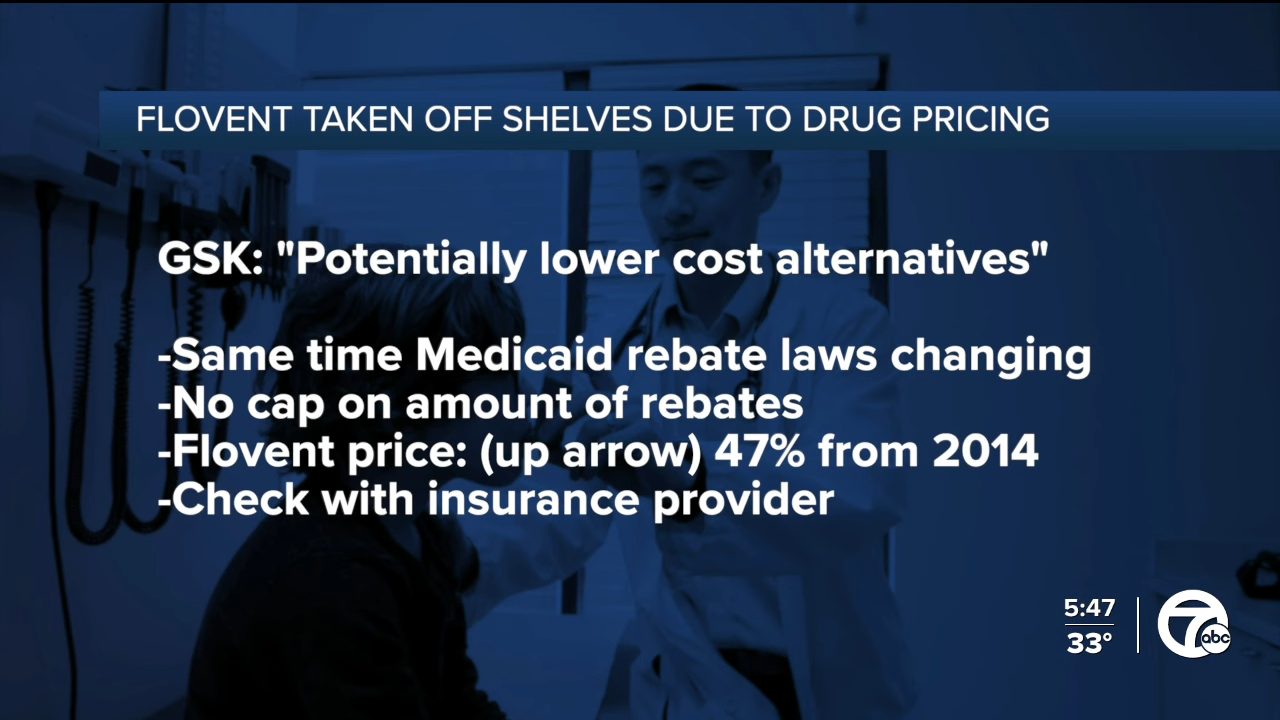 FLOVENT TAKEN OFF SHELVES DUE TO DRUG PRICING
GSK: "Potentially lower cost alternatives"
-Same time Medicaid rebate laws changing
-No cap on amount of rebates
-Flovent price: (up arrow) 47% from 2014
-Check with insurance provider
5:47
33°
7
abc